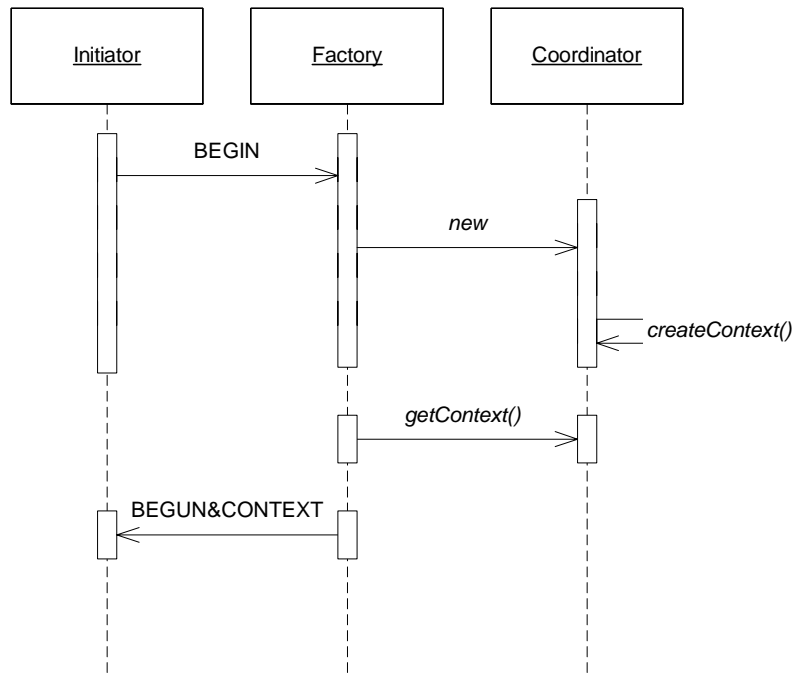 Initiator
Factory
Coordinator
BEGIN
new
createContext()
getContext()
BEGUN&CONTEXT